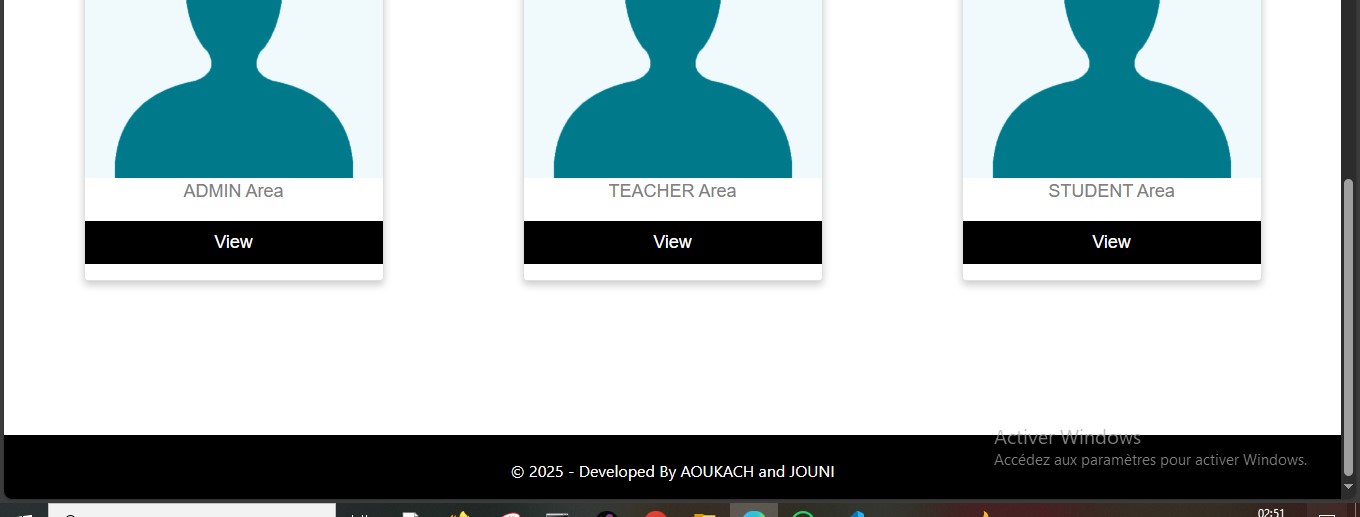 ADMIN Area
TEACHER Area
STUDENT Area
View
View
View
Activer Windows
Accédez aux paramètres pour activer Windows.
© 2025 - Developed By AOUKACH and JOUNI
02:51